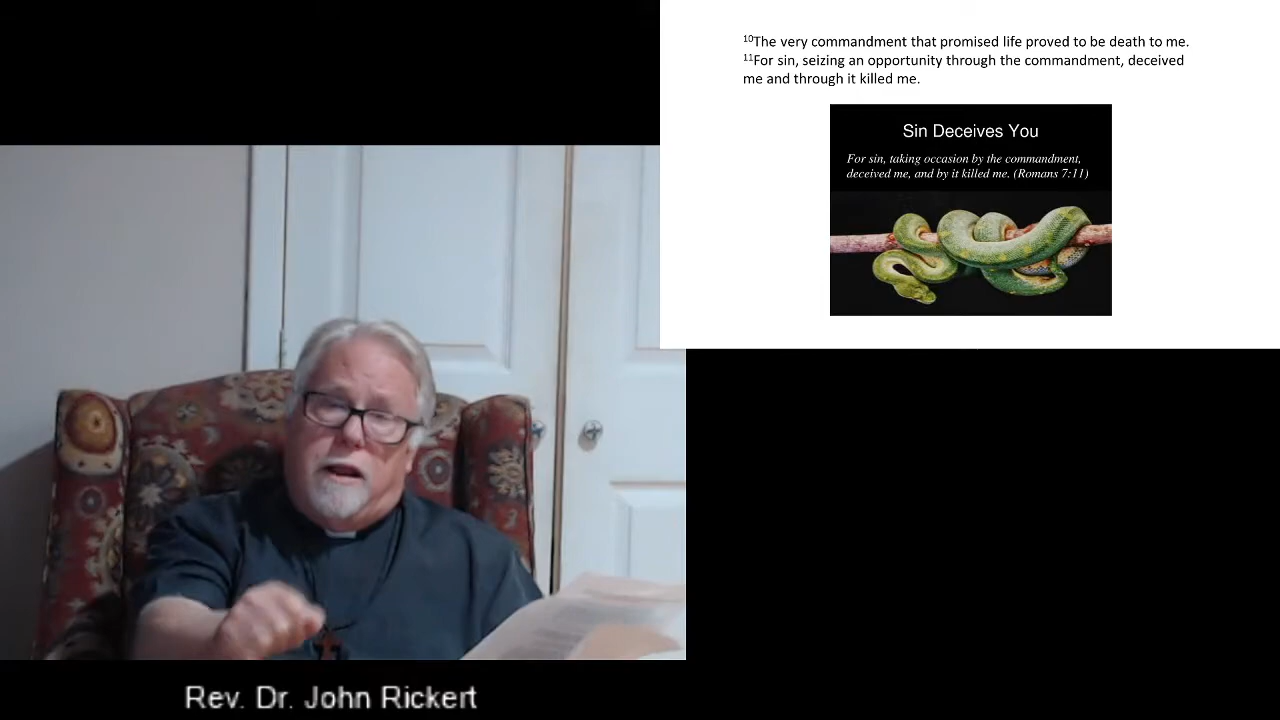 ¹⁰The very commandment that promised life proved to be death to me.
¹¹For sin, seizing an opportunity through the commandment, deceived
me and through it killed me.
Sin Deceives You
For sin, taking occasion by the commandment,
deceived me, and by it killed me. (Romans 7:11)
Rev. Dr. John Rickert